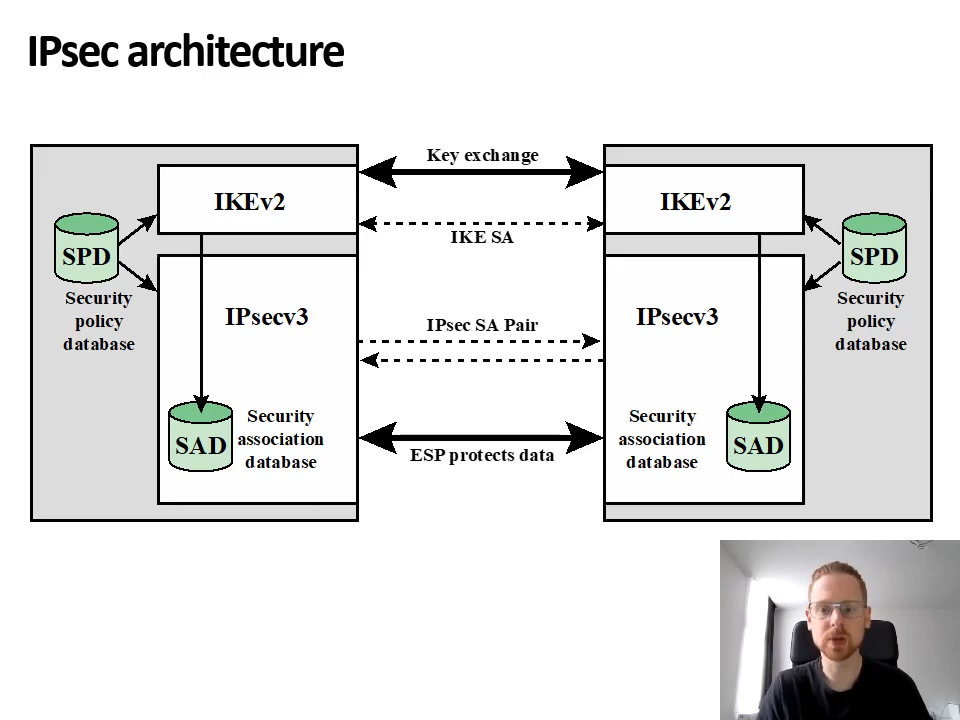 IPsec architecture
Key exchange
IKEv2
IKEv2
IKE SA
SPD
SPD
Security
policy
database
Security
policy
database
IPsecv3
IPsec SA Pair
IPsecv3
SAD
Security
association
database
ESP protects data
Security
association
database
SAD